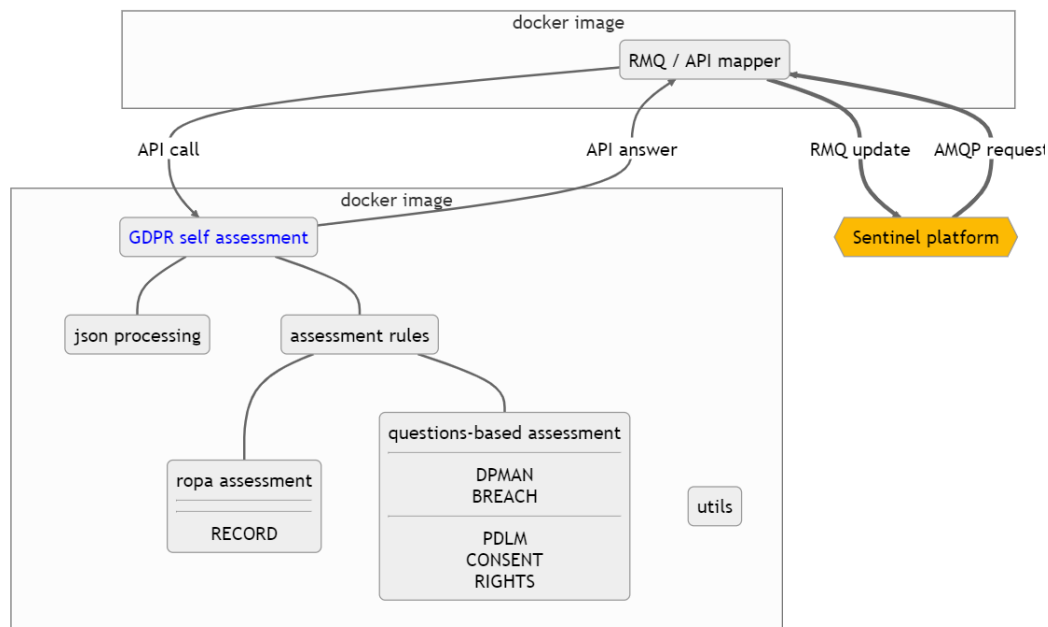 docker image
RMQ / API mapper
API call
API answer
RMQ update
AMQP request
docker image
GDPR self assessment
Sentinel platform
json processing
assessment rules
questions-based assessment
DPMAN
BREACH
PDLM
CONSENT
RIGHTS
ropa assessment
RECORD
utils